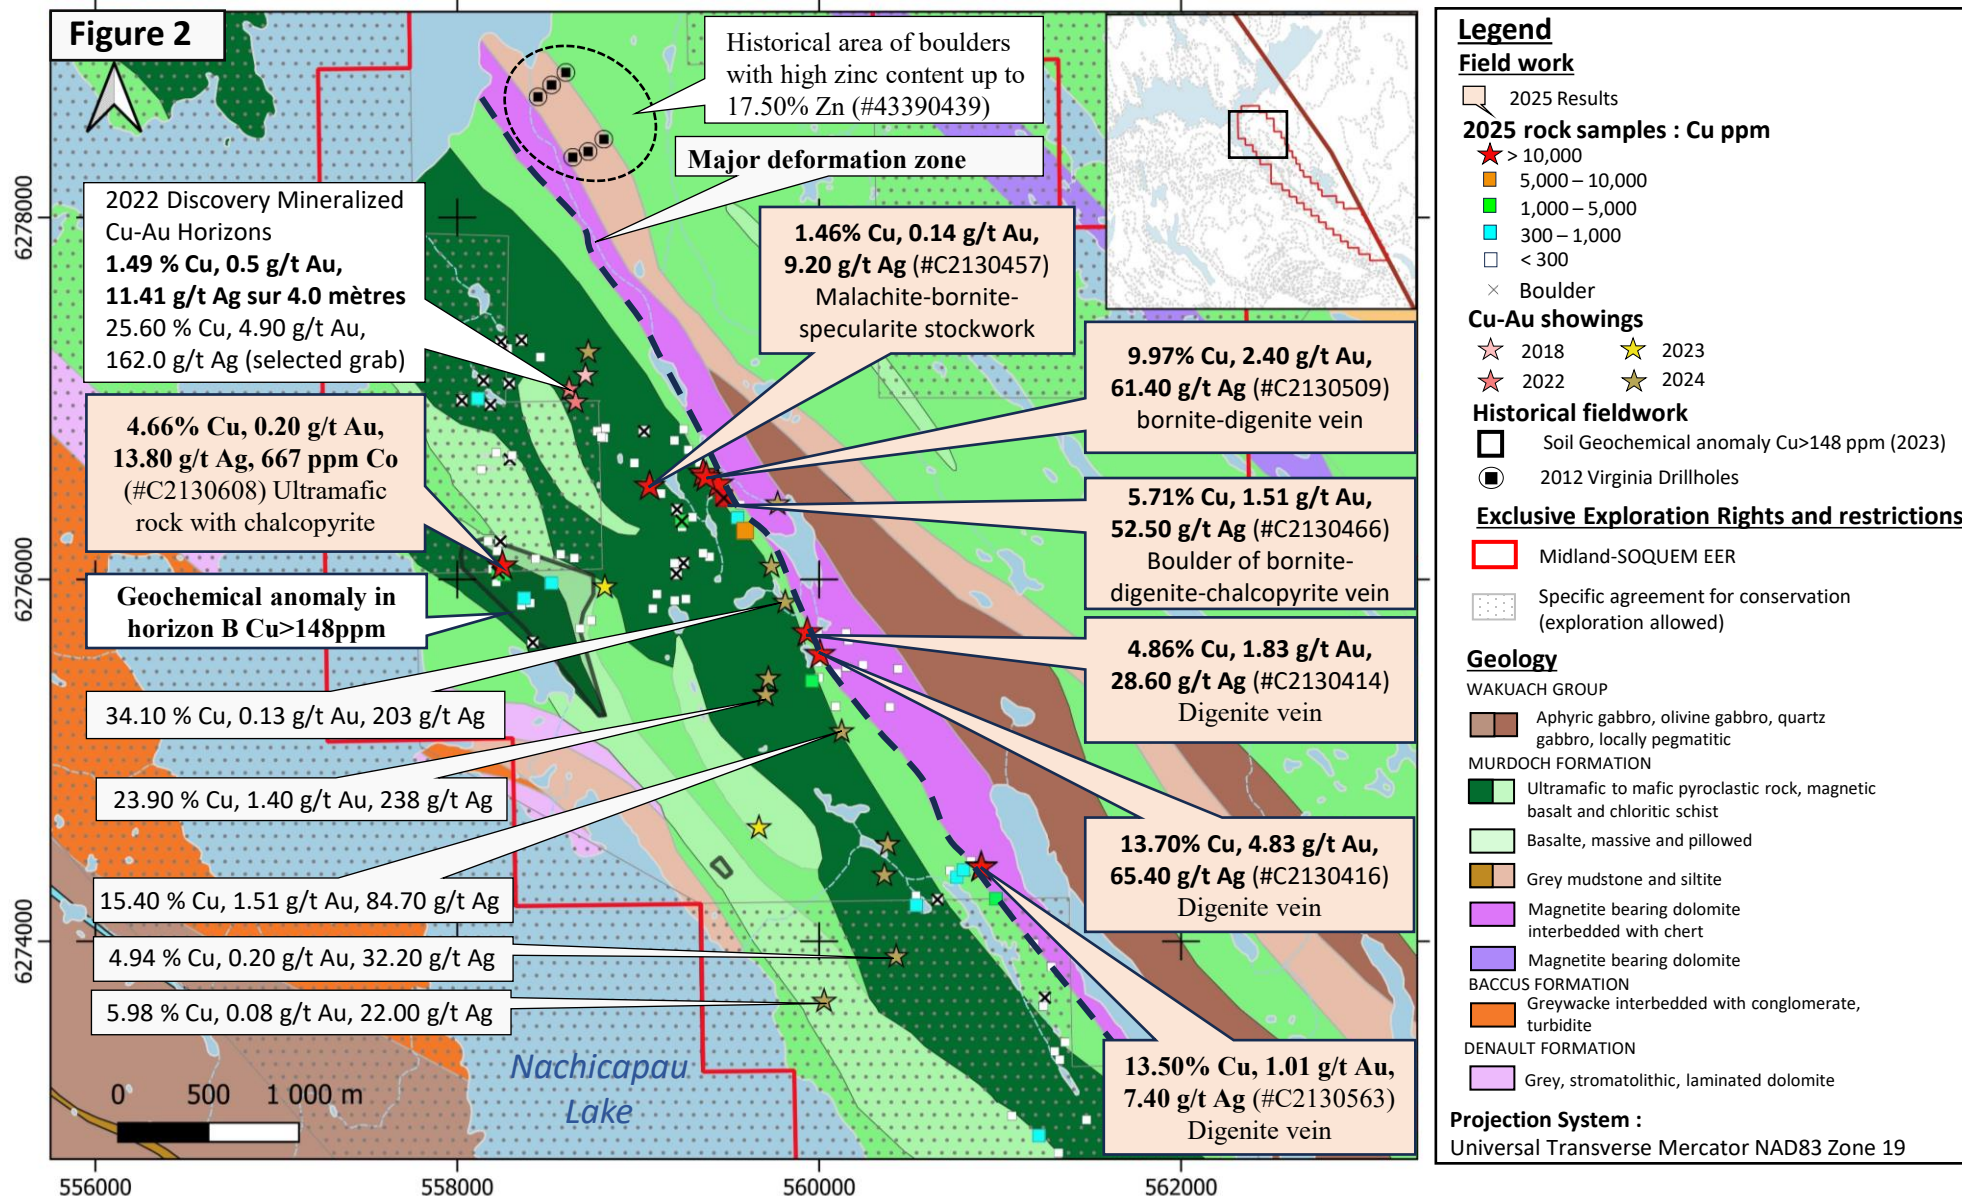 Figure 2
Historical area of boulders
with high zinc content up to
17.50% Zn (#43390439)
Major deformation zone
2022 Discovery Mineralized
Cu-Au Horizons
1.49 % Cu, 0.5 g/t Au,
11.41 g/t Ag sur 4.0 mètres
25.60 % Cu, 4.90 g/t Au,
162.0 g/t Ag (selected grab)
1.46% Cu, 0.14 g/t Au,
9.20 g/t Ag (#C2130457)
Malachite-bornite-
specularite stockwork
9.97% Cu, 2.40 g/t Au,
61.40 g/t Ag (#C2130509)
bornite-digenite vein
4.66% Cu, 0.20 g/t Au,
13.80 g/t Ag, 667 ppm Co
(#C2130608) Ultramafic
rock with chalcopyrite
5.71% Cu, 1.51 g/t Au,
52.50 g/t Ag (#C2130466)
Boulder of bornite-
digenite-chalcopyrite vein
Geochemical anomaly in
horizon B Cu>148ppm
4.86% Cu, 1.83 g/t Au,
28.60 g/t Ag (#C2130414)
Digenite vein
34.10 % Cu, 0.13 g/t Au, 203 g/t Ag
23.90 % Cu, 1.40 g/t Au, 238 g/t Ag
13.70% Cu, 4.83 g/t Au,
65.40 g/t Ag (#C2130416)
Digenite vein
15.40 % Cu, 1.51 g/t Au, 84.70 g/t Ag
4.94 % Cu, 0.20 g/t Au, 32.20 g/t Ag
5.98 % Cu, 0.08 g/t Au, 22.00 g/t Ag
13.50% Cu, 1.01 g/t Au,
7.40 g/t Ag (#C2130563)
Digenite vein
Nachicapau
Lake
0 500 1 000 m
6278000
6276000
6274000
556000 558000 560000 562000
Legend
Field work
2025 Results
2025 rock samples : Cu ppm
> 10,000
5,000 – 10,000
1,000 – 5,000
300 – 1,000
< 300
Boulder
Cu-Au showings
2018 2023
2022 2024
Historical fieldwork
Soil Geochemical anomaly Cu>148 ppm (2023)
2012 Virginia Drillholes
Exclusive Exploration Rights and restrictions
Midland-SOQUEM EER
Specific agreement for conservation
(exploration allowed)
Geology
WAKUACH GROUP
Aphyric gabbro, olivine gabbro, quartz
gabbro, locally pegmatitic
MURDOCH FORMATION
Ultramafic to mafic pyroclastic rock, magnetic
basalt and chloritic schist
Basalte, massive and pillowed
Grey mudstone and siltite
Magnetite bearing dolomite
interbedded with chert
Magnetite bearing dolomite
BACCUS FORMATION
Greywacke interbedded with conglomerate,
turbidite
DENAULT FORMATION
Grey, stromatolithic, laminated dolomite
Projection System :
Universal Transverse Mercator NAD83 Zone 19